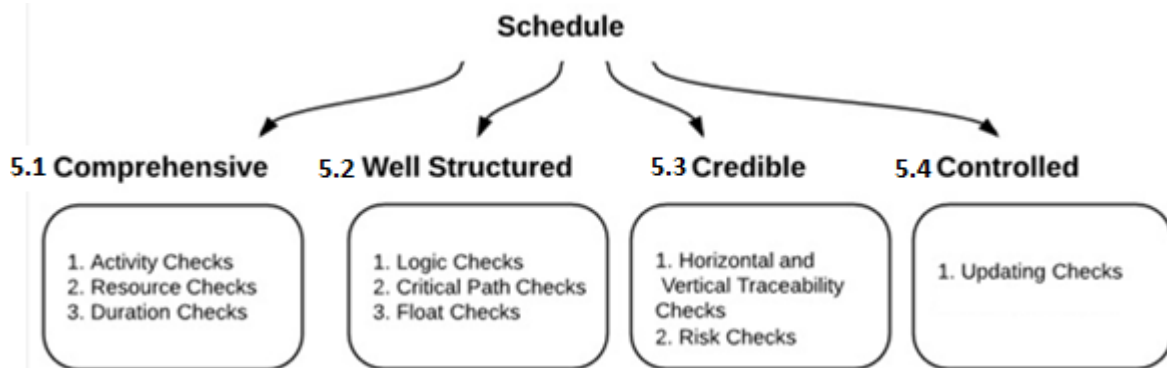 Schedule
5.1 Comprehensive
5.2 Well Structured
5.3 Credible
5.4 Controlled
1. Activity Checks
2. Resource Checks
3. Duration Checks
1. Logic Checks
2. Critical Path Checks
3. Float Checks
1. Horizontal and
Vertical Traceability
Checks
2. Risk Checks
1. Updating Checks